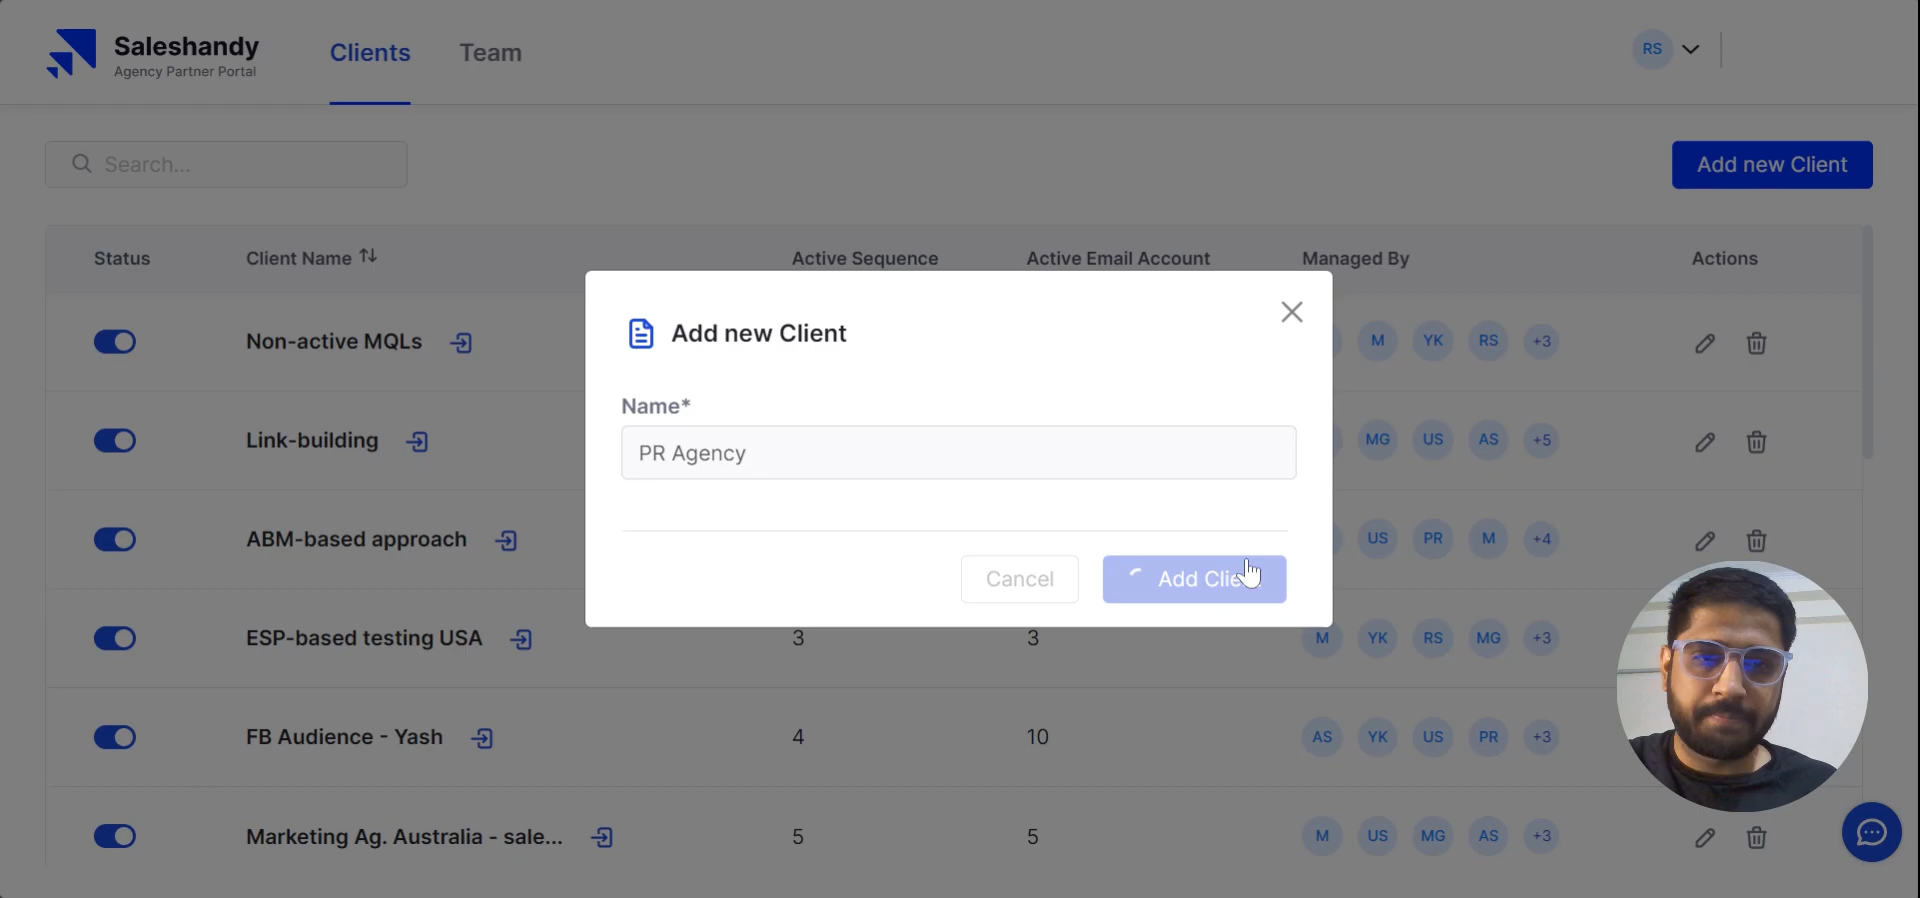 Saleshandy
Agency Partner Portal
Clients
Team
RS
Search...
Add new Client
Status
Client Name
Active Sequence
Active Email Account
Managed By
Actions
Non-active MQLs
M YK RS +3
Link-building
MG US AS +5
ABM-based approach
US PR M +4
Add new Client
Name*
PR Agency
Cancel
Add Clie
ESP-based testing USA 3 3 M YK RS MG +3
FB Audience - Yash 4 10 AS YK US PR +3
Marketing Ag. Australia - sale... 5 5 M US MG AS +3